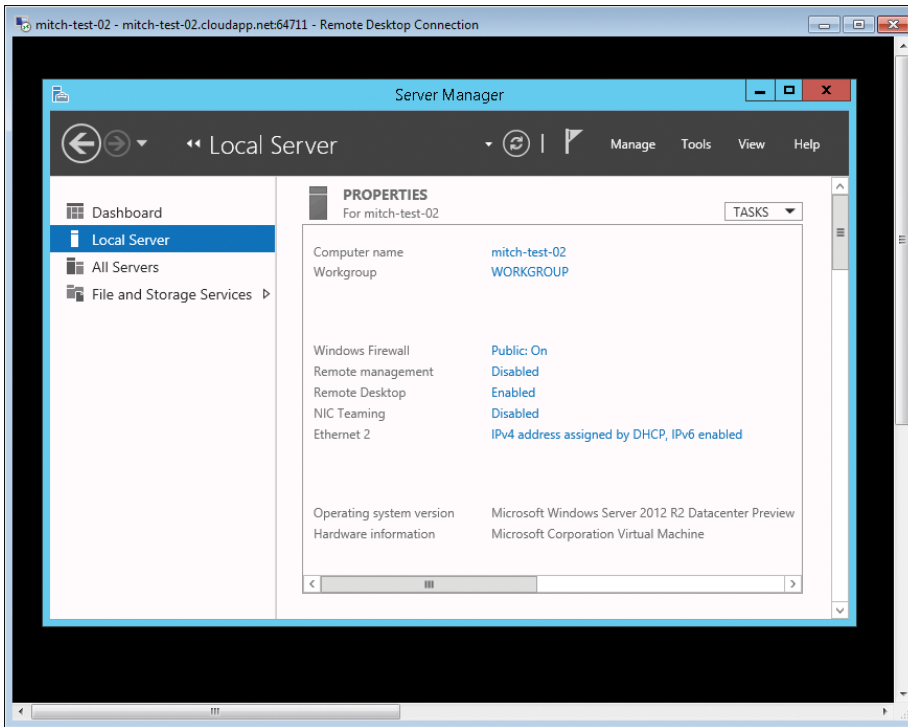 mitch-test-02 - mitch-test-02.cloudapp.net:64711 - Remote Desktop Connection
Server Manager
Local Server
Manage Tools View Help
Dashboard
Local Server
All Servers
File and Storage Services
PROPERTIES
For mitch-test-02
TASKS
Computer name mitch-test-02
Workgroup WORKGROUP
Windows Firewall Public: On
Remote management Disabled
Remote Desktop Enabled
NIC Teaming Disabled
Ethernet 2 IPv4 address assigned by DHCP, IPv6 enabled
Operating system version Microsoft Windows Server 2012 R2 Datacenter Preview
Hardware information Microsoft Corporation Virtual Machine